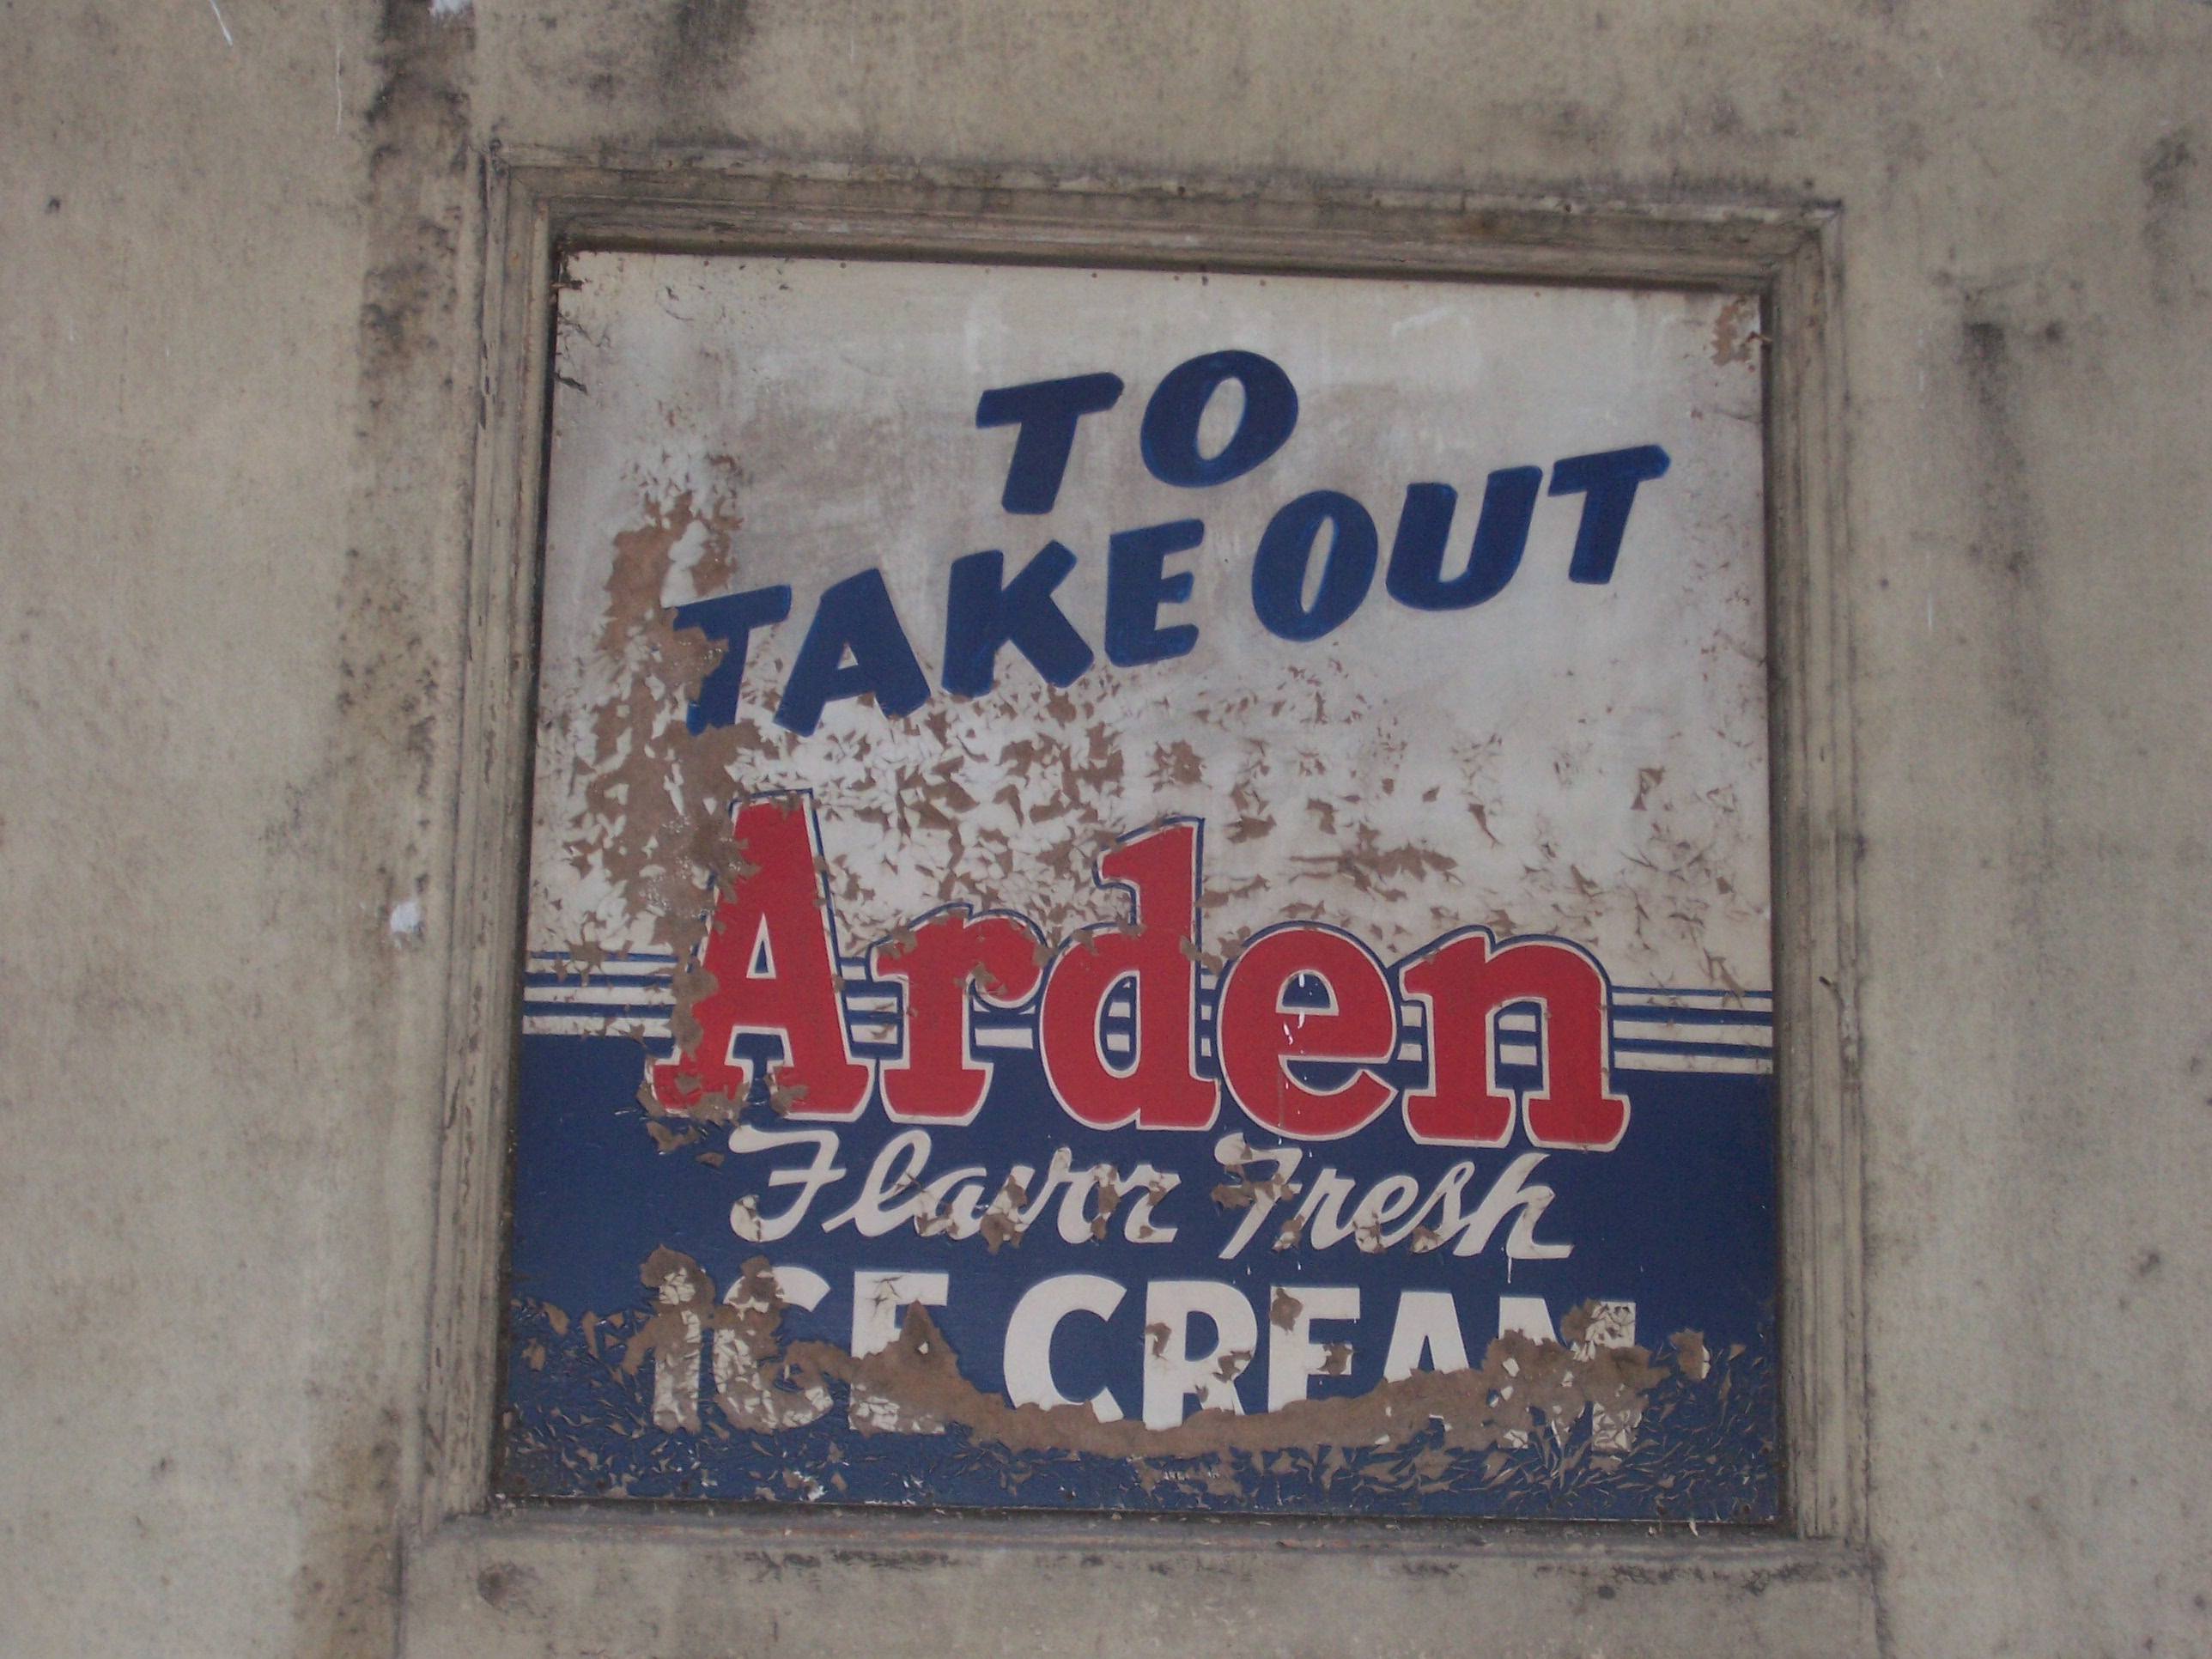 TO
TAKE OUT
Arden
Flavor Fresh
ICE CREAM